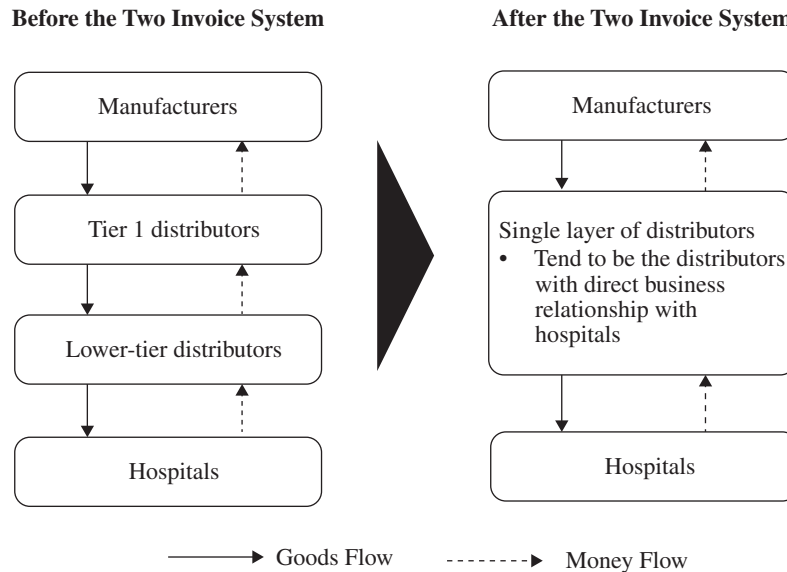 Before the Two Invoice System
Manufacturers
Tier 1 distributors
Lower-tier distributors
Hospitals
After the Two Invoice System
Manufacturers
Single layer of distributors
• Tend to be the distributors
with direct business
relationship with
hospitals
Hospitals
Goods Flow
Money Flow